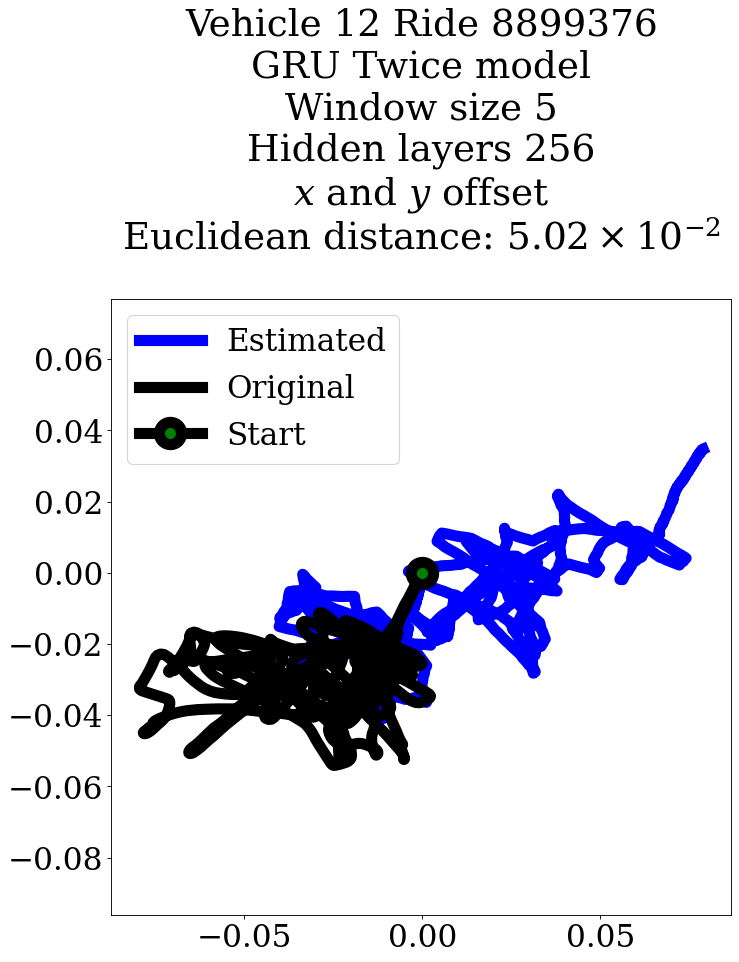 Vehicle 12 Ride 8899376
GRU Twice model
Window size 5
Hidden layers 256
x and y offset
Euclidean distance: 5.02 × 10⁻²
Estimated
Original
Start
0.06
0.04
0.02
0.00
−0.02
−0.04
−0.06
−0.08
−0.05 0.00 0.05